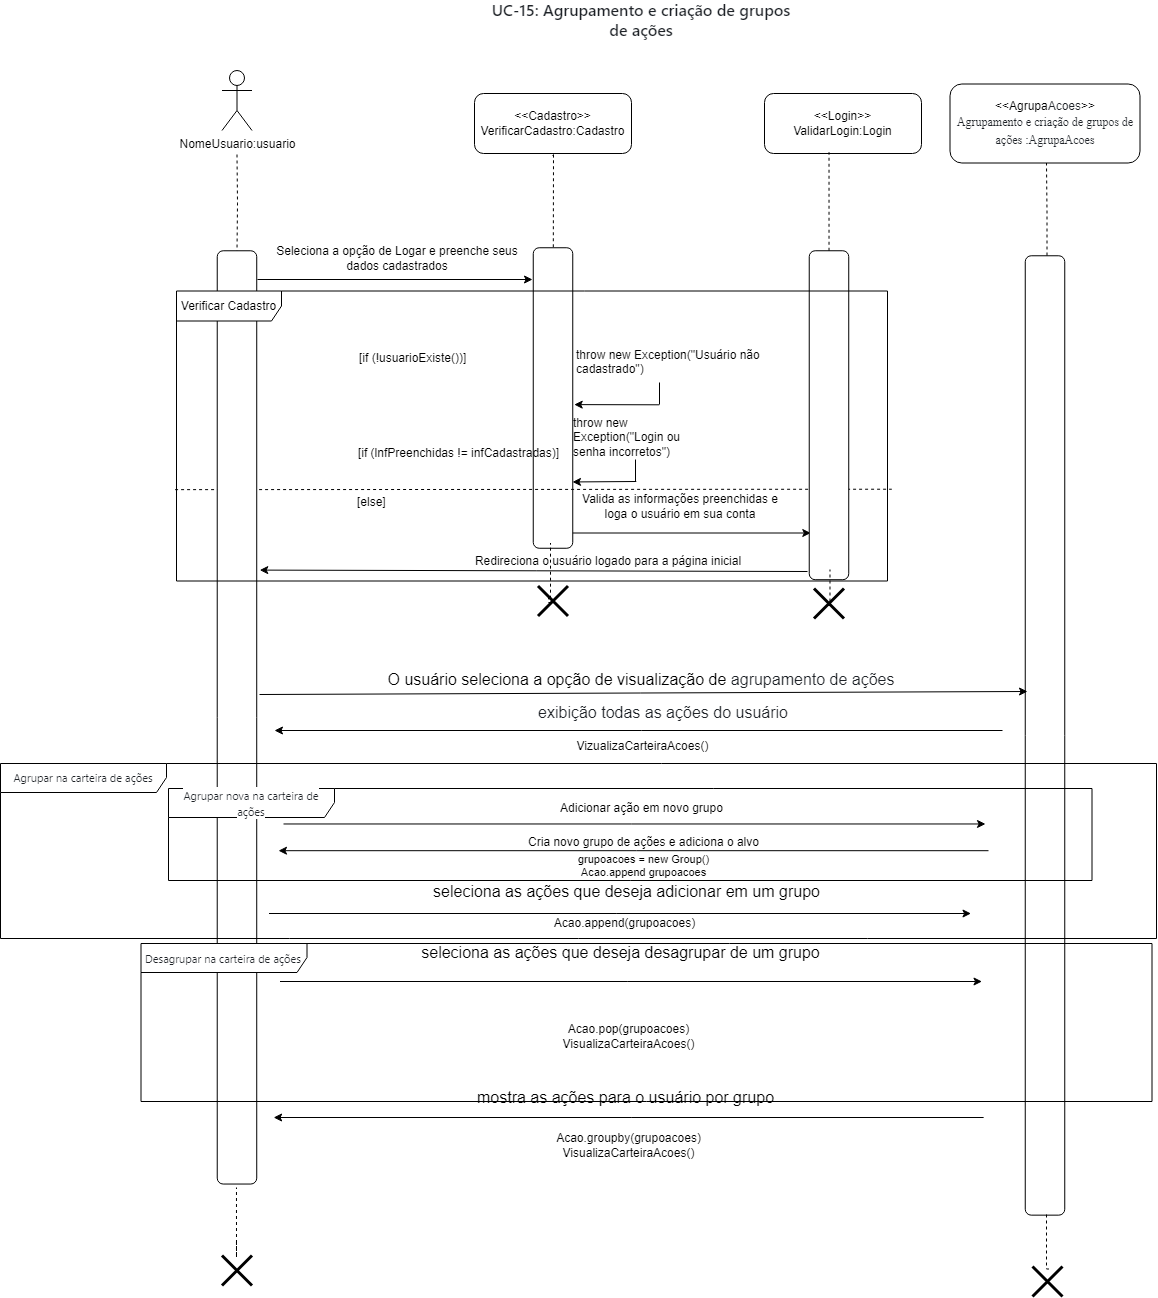 UC-15: Agrupamento e criação de grupos
de ações
NomeUsuario:usuario
<<Cadastro>>
VerificarCadastro:Cadastro
<<Login>>
ValidarLogin:Login
<<AgrupaAcoes>>
Agrupamento e criação de grupos de
ações :AgrupaAcoes
Seleciona a opção de Logar e preenche seus
dados cadastrados
Verificar Cadastro
[if (!usuarioExiste())]
throw new Exception("Usuário não
cadastrado")
throw new
Exception("Login ou
senha incorretos")
[if (InfPreenchidas != infCadastradas)]
[else]
Valida as informações preenchidas e
loga o usuário em sua conta
Redireciona o usuário logado para a página inicial
O usuário seleciona a opção de visualização de agrupamento de ações
exibição todas as ações do usuário
VizualizaCarteiraAcoes()
Agrupar na carteira de ações
Agrupar nova na carteira de
ações
Adicionar ação em novo grupo
Cria novo grupo de ações e adiciona o alvo
grupoacoes = new Group()
Acao.append grupoacoes
seleciona as ações que deseja adicionar em um grupo
Acao.append(grupoacoes)
Desagrupar na carteira de ações
seleciona as ações que deseja desagrupar de um grupo
Acao.pop(grupoacoes)
VisualizaCarteiraAcoes()
mostra as ações para o usuário por grupo
Acao.groupby(grupoacoes)
VisualizaCarteiraAcoes()